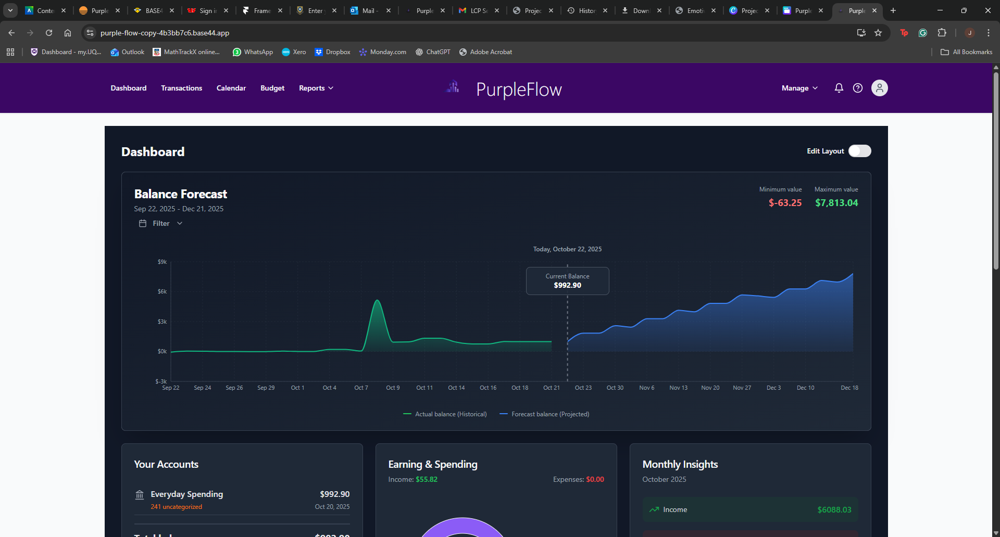 Conte
Purple
BASE4
Sign in
Frame
Enter
Mail -
Purple
LCP Se
Projec
Histor
Downl
Emotiv
Projec
Purple
Purple
purple-flow-copy-4b3bb7c6.base44.app
Tp
J
Dashboard - my.UQ...
Outlook
MathTrackX online...
3
WhatsApp
xero
Xero
Dropbox
Monday.com
ChatGPT
Adobe Acrobat
All Bookmarks
Dashboard
Transactions
Calendar
Budget
Reports
PurpleFlow
Manage
Dashboard
Edit Layout
Balance Forecast
Sep 22, 2025 - Dec 21, 2025
Filter
Minimum value
$-63.25
Maximum value
$7,813.04
Today, October 22, 2025
Current Balance
$992.90
$9k
$6k
$3k
$0k
$-3k
Sep 22
Sep 24
Sep 26
Sep 29
Oct 1
Oct 4
Oct 7
Oct 9
Oct 11
Oct 14
Oct 16
Oct 18
Oct 21
Oct 23
Oct 30
Nov 6
Nov 13
Nov 20
Nov 27
Dec 3
Dec 10
Dec 18
Actual balance (Historical)
Forecast balance (Projected)
Your Accounts
Everyday Spending
$992.90
241 uncategorized
Oct 20, 2025
Earning & Spending
Income: $55.82
Expenses: $0.00
Monthly Insights
October 2025
Income
$6088.03